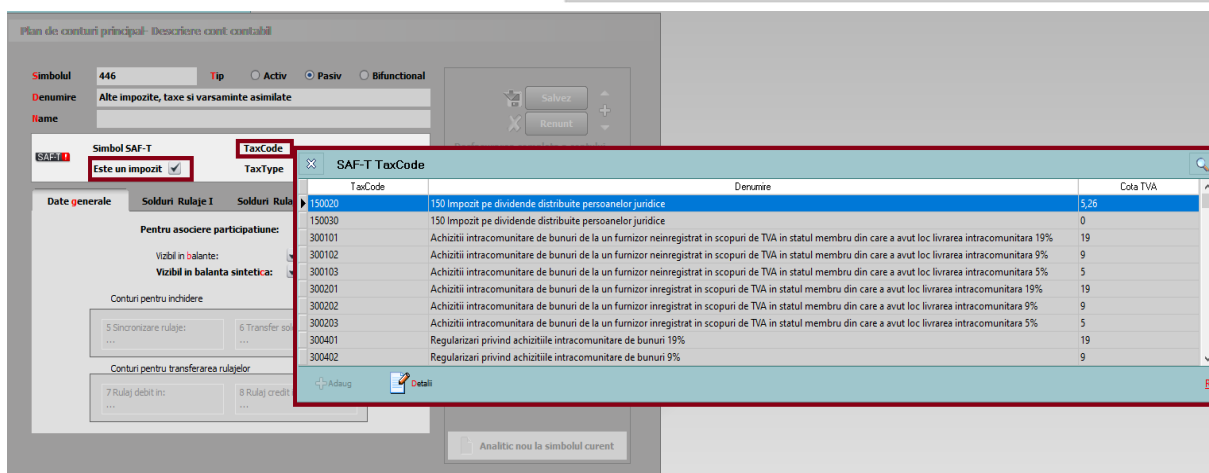 Plan de conturi principal- Descriere cont contabil
Simbolul 446 Tip Activ Pasiv Bifunctional
Denumire Alte impozite, taxe si varsaminte asimilate
Name
Salvez
Renunt
SAF-T ! Simbol SAF-T TaxCode
Este un impozit TaxType
Date generale Solduri Rulaje I Solduri Rula
Pentru asociere participatiune:
Vizibil in balante:
Vizibil in balanta sintetica:
Conturi pentru inchidere
5 Sincronizare rulaje: 6 Transfer sol
... ...
Conturi pentru transferarea rulajelor
7 Rulaj debit in: 8 Rulaj credit
... ...
Analitic nou la simbolul curent
SAF-T TaxCode
TaxCode Denumire Cota TVA
150020 150 Impozit pe dividende distribuite persoanelor juridice 5,26
150030 150 Impozit pe dividende distribuite persoanelor juridice 0
300101 Achizitii intracomunitare de bunuri de la un furnizor neinregistrat in scopuri de TVA in statul membru din care a avut loc livrarea intracomunitara 19% 19
300102 Achizitii intracomunitare de bunuri de la un furnizor neinregistrat in scopuri de TVA in statul membru din care a avut loc livrarea intracomunitara 9% 9
300103 Achizitii intracomunitare de bunuri de la un furnizor neinregistrat in scopuri de TVA in statul membru din care a avut loc livrarea intracomunitara 5% 5
300201 Achizitii intracomunitara de bunuri de la un furnizor inregistrat in scopuri de TVA in statul membru din care a avut loc livrarea intracomunitara 19% 19
300202 Achizitii intracomunitara de bunuri de la un furnizor inregistrat in scopuri de TVA in statul membru din care a avut loc livrarea intracomunitara 9% 9
300203 Achizitii intracomunitara de bunuri de la un furnizor inregistrat in scopuri de TVA in statul membru din care a avut loc livrarea intracomunitara 5% 5
300401 Regularizari privind achizitiile intracomunitare de bunuri 19% 19
300402 Regularizari privind achizitiile intracomunitare de bunuri 9% 9
Adaug Detalii